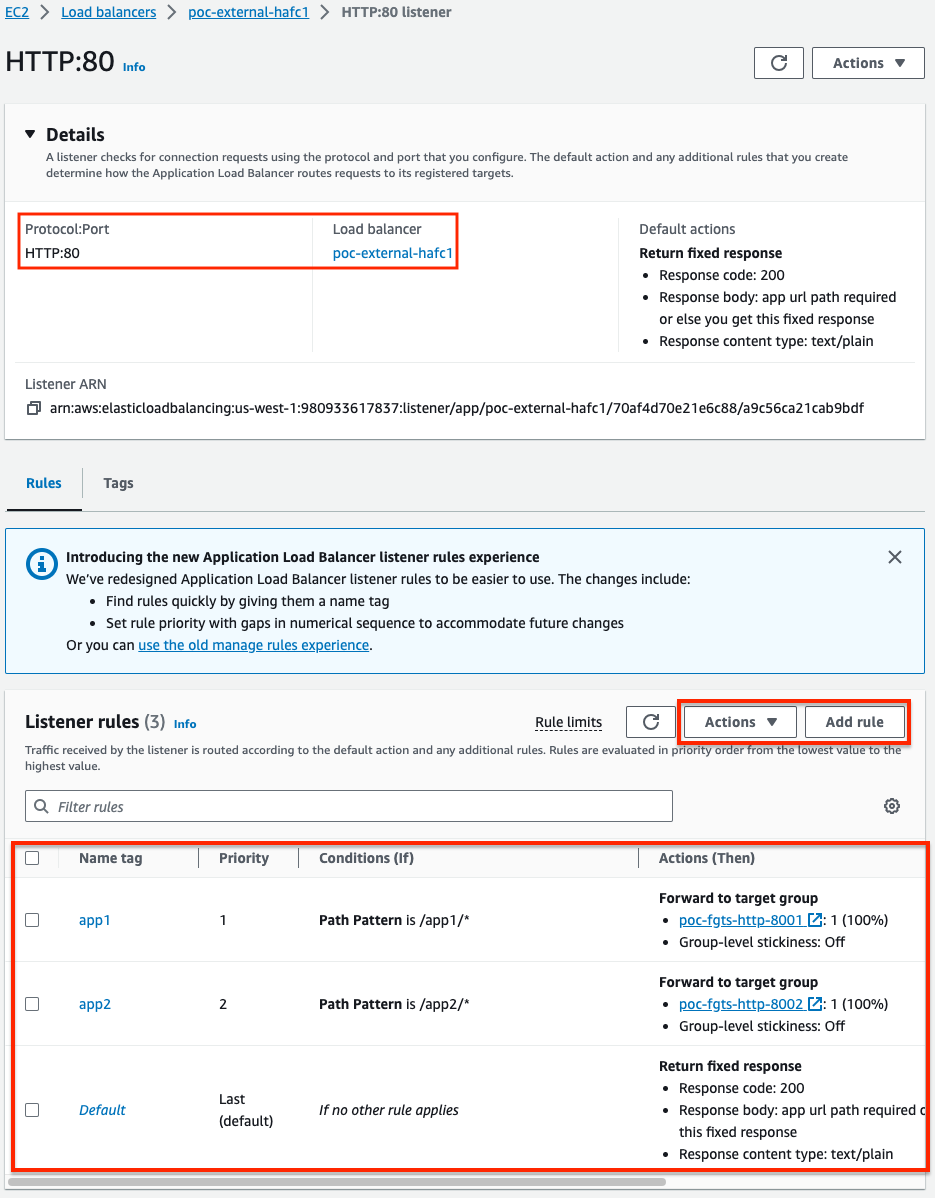 EC2 > Load balancers > poc-external-hafc1 > HTTP:80 listener
HTTP:80 Info
Actions
Details
A listener checks for connection requests using the protocol and port that you configure. The default action and any additional rules that you create
determine how the Application Load Balancer routes requests to its registered targets.
Protocol:Port
HTTP:80
Load balancer
poc-external-hafc1
Default actions
Return fixed response
• Response code: 200
• Response body: app url path required
or else you get this fixed response
• Response content type: text/plain
Listener ARN
arn:aws:elasticloadbalancing:us-west-1:980933617837:listener/app/poc-external-hafc1/70af4d70e21e6c88/a9c56ca21cab9bdf
Rules
Tags
Introducing the new Application Load Balancer listener rules experience
We've redesigned Application Load Balancer listener rules to be easier to use. The changes include:
• Find rules quickly by giving them a name tag
• Set rule priority with gaps in numerical sequence to accommodate future changes
Or you can use the old manage rules experience.
Listener rules (3) Info
Rule limits
Actions
Add rule
Traffic received by the listener is routed according to the default action and any additional rules. Rules are evaluated in priority order from the lowest value to the
highest value.
Filter rules
Name tag Priority Conditions (If) Actions (Then)
app1 1 Path Pattern is /app1/*
Forward to target group
• poc-fgts-http-8001 : 1 (100%)
• Group-level stickiness: Off
app2 2 Path Pattern is /app2/*
Forward to target group
• poc-fgts-http-8002 : 1 (100%)
• Group-level stickiness: Off
Default
Last
(default)
If no other rule applies
Return fixed response
• Response code: 200
• Response body: app url path required
this fixed response
• Response content type: text/plain